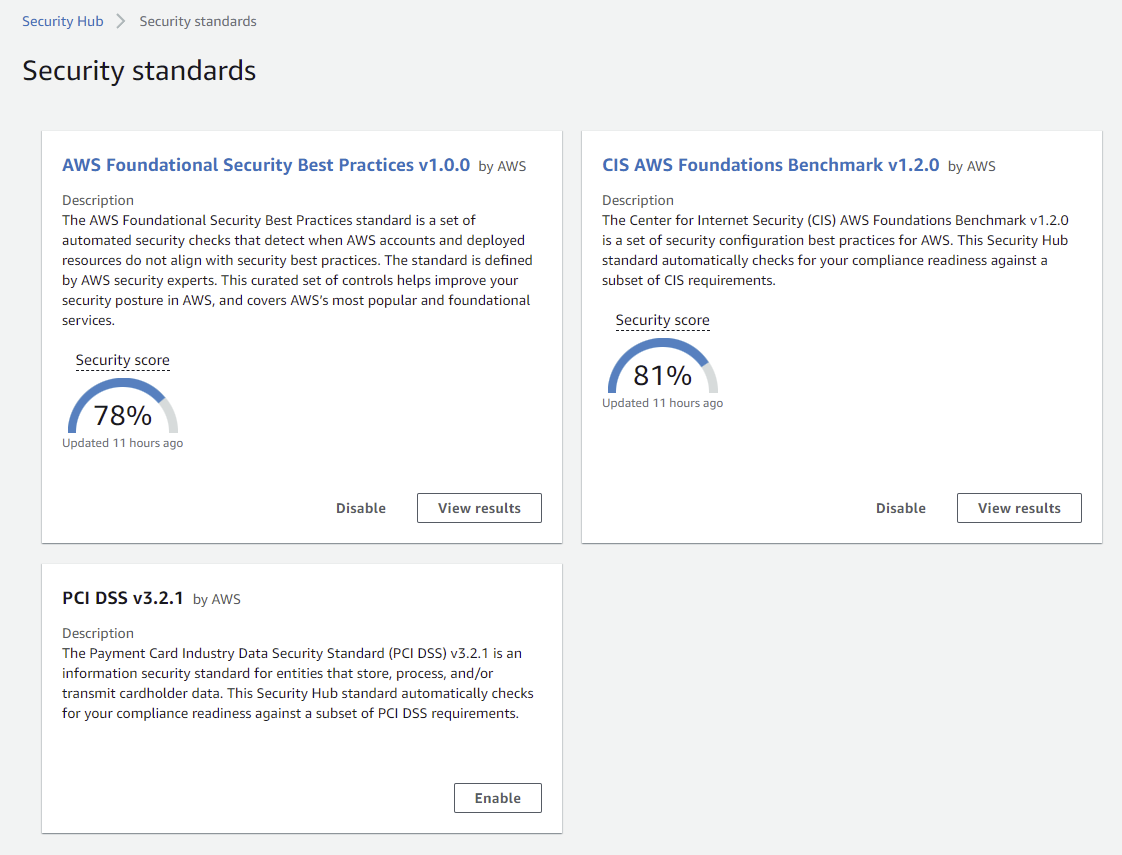 Security Hub > Security standards
Security standards
AWS Foundational Security Best Practices v1.0.0 by AWS
Description
The AWS Foundational Security Best Practices standard is a set of
automated security checks that detect when AWS accounts and deployed
resources do not align with security best practices. The standard is defined
by AWS security experts. This curated set of controls helps improve your
security posture in AWS, and covers AWS's most popular and foundational
services.
Security score
78%
Updated 11 hours ago
Disable
View results
CIS AWS Foundations Benchmark v1.2.0 by AWS
Description
The Center for Internet Security (CIS) AWS Foundations Benchmark v1.2.0
is a set of security configuration best practices for AWS. This Security Hub
standard automatically checks for your compliance readiness against a
subset of CIS requirements.
Security score
81%
Updated 11 hours ago
Disable
View results
PCI DSS v3.2.1 by AWS
Description
The Payment Card Industry Data Security Standard (PCI DSS) v3.2.1 is an
information security standard for entities that store, process, and/or
transmit cardholder data. This Security Hub standard automatically checks
for your compliance readiness against a subset of PCI DSS requirements.
Enable